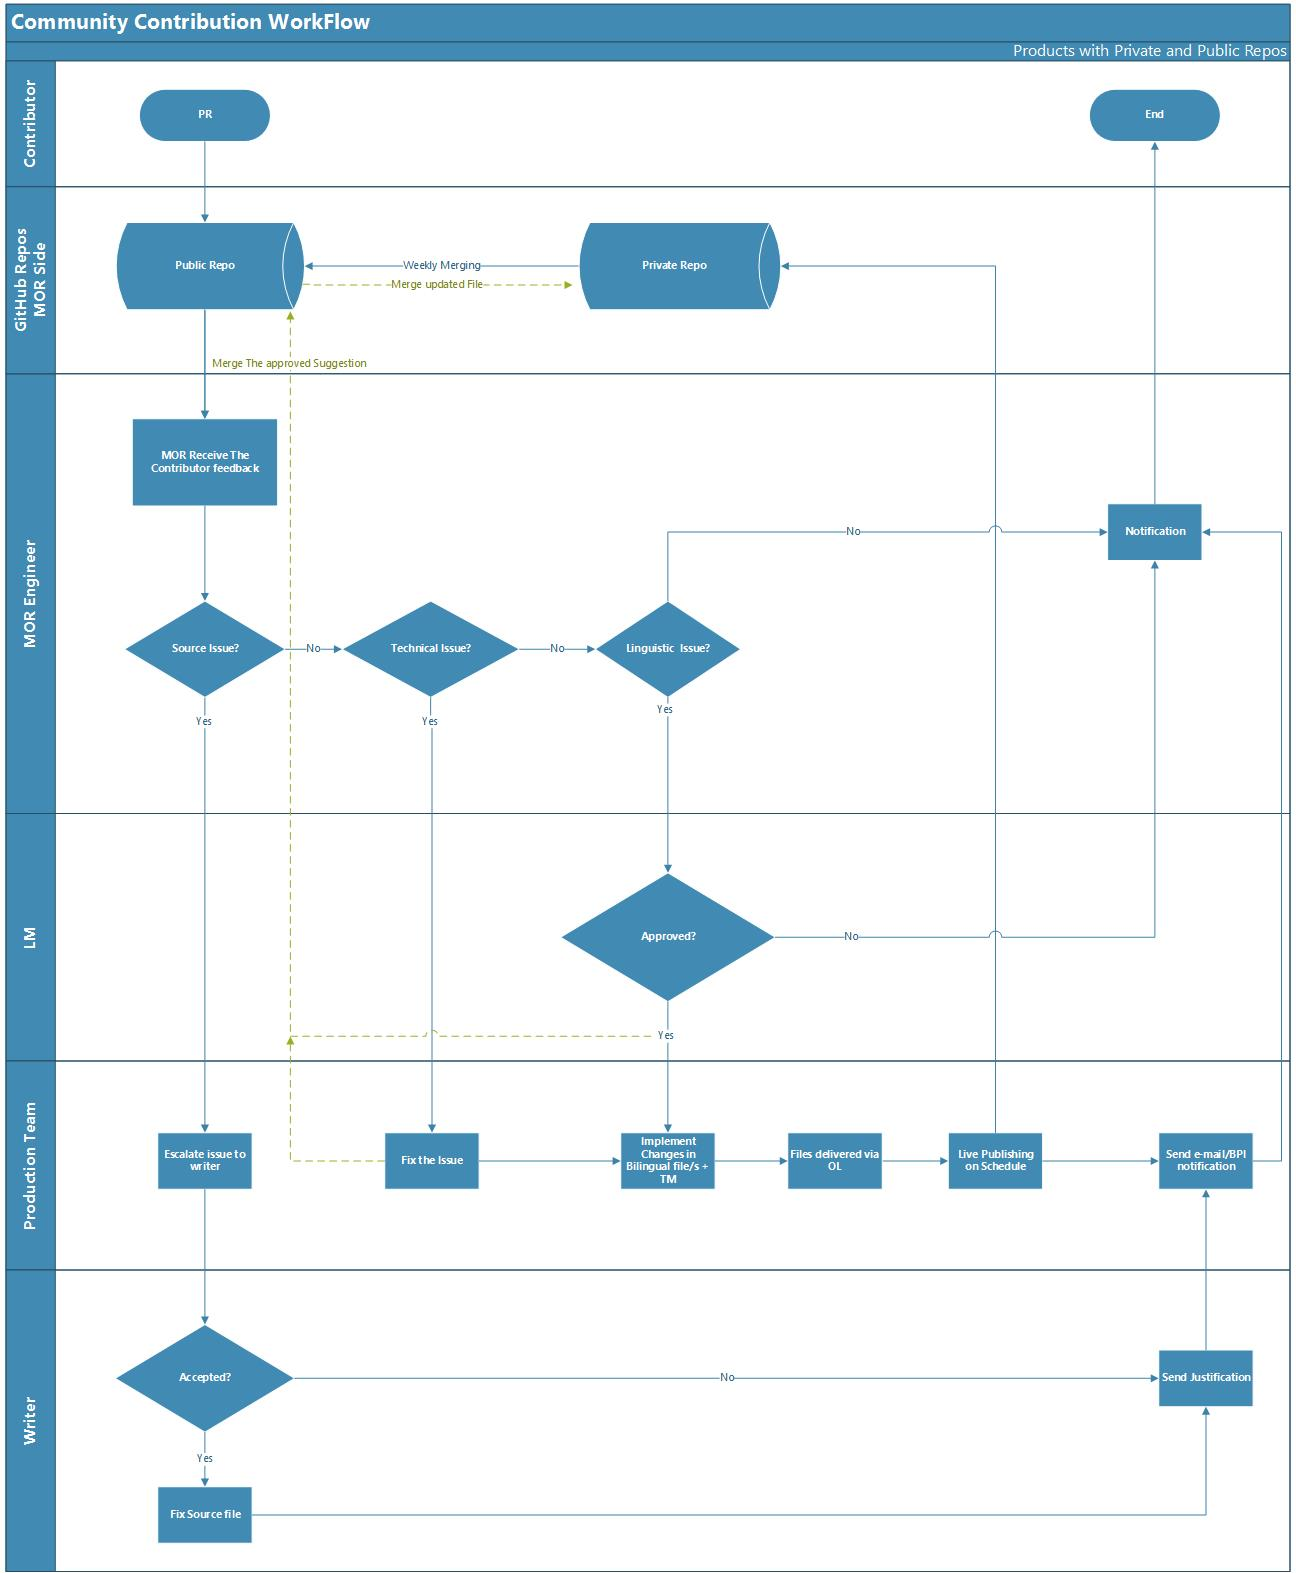 Community Contribution WorkFlow
Products with Private and Public Repos
Contributor
PR
End
GitHub Repos
MOR Side
Public Repo
Weekly Merging
Merge updated File
Private Repo
Merge The approved Suggestion
MOR Engineer
MOR Receive The
Contributor feedback
No
Notification
Source Issue?
No
Technical Issue?
No
Linguistic Issue?
Yes
Yes
Yes
LM
Approved?
No
Yes
Production Team
Escalate issue to
writer
Fix the Issue
Implement
Changes in
Bilingual file/s +
TM
Files delivered via
OL
Live Publishing
on Schedule
Send e-mail/BPI
notification
Writer
Accepted?
No
Send Justification
Yes
Fix Source file